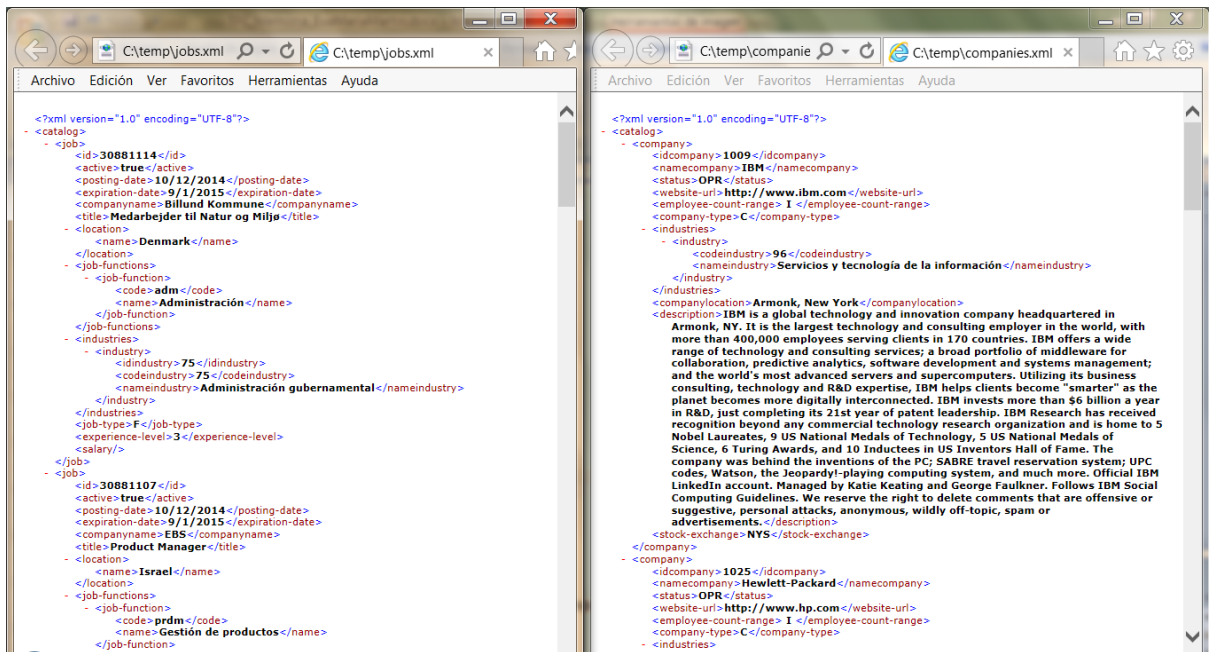 C:\temp\jobs.xml
C:\temp\jobs.xml
Archivo Edición Ver Favoritos Herramientas Ayuda
<?xml version="1.0" encoding="UTF-8"?>
- <catalog>
- <job>
<id>30881114</id>
<active>true</active>
<posting-date>10/12/2014</posting-date>
<expiration-date>9/1/2015</expiration-date>
<companyname>Billund Kommune</companyname>
<title>Medarbejder til Natur og Miljø</title>
- <location>
<name>Denmark</name>
</location>
- <job-functions>
- <job-function>
<code>adm</code>
<name>Administración</name>
</job-function>
</job-functions>
- <industries>
- <industry>
<idindustry>75</idindustry>
<codeindustry>75</codeindustry>
<nameindustry>Administración gubernamental</nameindustry>
</industry>
</industries>
<job-type>F</job-type>
<experience-level>3</experience-level>
<salary/>
</job>
- <job>
<id>30881107</id>
<active>true</active>
<posting-date>10/12/2014</posting-date>
<expiration-date>9/1/2015</expiration-date>
<companyname>EBS</companyname>
<title>Product Manager</title>
- <location>
<name>Israel</name>
</location>
- <job-functions>
- <job-function>
<code>prdm</code>
<name>Gestión de productos</name>
</job-function>
C:\temp\companie
C:\temp\companies.xml
Archivo Edición Ver Favoritos Herramientas Ayuda
<?xml version="1.0" encoding="UTF-8"?>
- <catalog>
- <company>
<idcompany>1009</idcompany>
<namecompany>IBM</namecompany>
<status>OPR</status>
<website-url>http://www.ibm.com</website-url>
<employee-count-range> I </employee-count-range>
<company-type>C</company-type>
- <industries>
- <industry>
<codeindustry>96</codeindustry>
<nameindustry>Servicios y tecnología de la información</nameindustry>
</industry>
</industries>
<companylocation>Armonk, New York</companylocation>
<description>IBM is a global technology and innovation company headquartered in
Armonk, NY. It is the largest technology and consulting employer in the world, with
more than 400,000 employees serving clients in 170 countries. IBM offers a wide
range of technology and consulting services; a broad portfolio of middleware for
collaboration, predictive analytics, software development and systems management;
and the world's most advanced servers and supercomputers. Utilizing its business
consulting, technology and R&D expertise, IBM helps clients become "smarter" as the
planet becomes more digitally interconnected. IBM invests more than $6 billion a year
in R&D, just completing its 21st year of patent leadership. IBM Research has received
recognition beyond any commercial technology research organization and is home to 5
Nobel Laureates, 9 US National Medals of Technology, 5 US National Medals of
Science, 6 Turing Awards, and 10 Inductees in US Inventors Hall of Fame. The
company was behind the inventions of the PC; SABRE travel reservation system; UPC
codes, Watson, the Jeopardy!-playing computing system, and much more. Official IBM
LinkedIn account. Managed by Katie Keating and George Faulkner. Follows IBM Social
Computing Guidelines. We reserve the right to delete comments that are offensive or
suggestive, personal attacks, anonymous, wildly off-topic, spam or
advertisements.</description>
<stock-exchange>NYS</stock-exchange>
</company>
- <company>
<idcompany>1025</idcompany>
<namecompany>Hewlett-Packard</namecompany>
<status>OPR</status>
<website-url>http://www.hp.com</website-url>
<employee-count-range> I </employee-count-range>
<company-type>C</company-type>
- <industries>